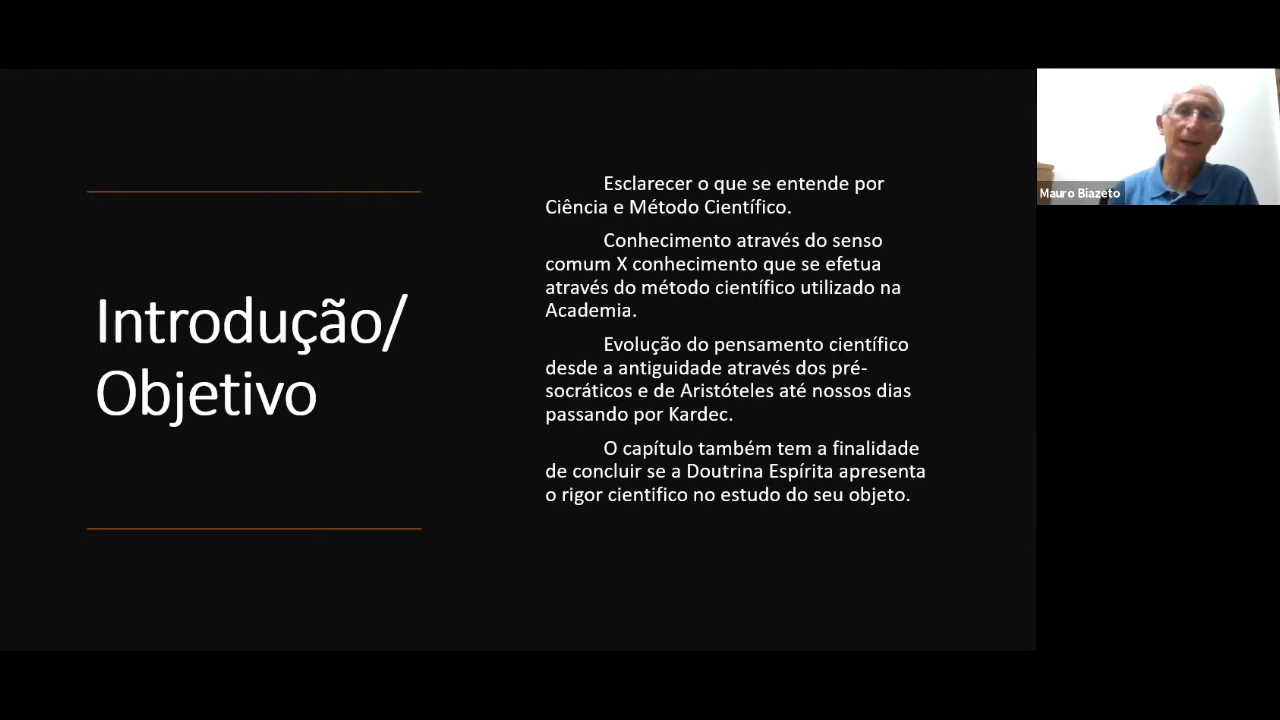 Introdução/
Objetivo
Esclarecer o que se entende por
Ciência e Método Científico.
Conhecimento através do senso
comum X conhecimento que se efetua
através do método científico utilizado na
Academia.
Evolução do pensamento científico
desde a antiguidade através dos pré-
socráticos e de Aristóteles até nossos dias
passando por Kardec.
O capítulo também tem a finalidade
de concluir se a Doutrina Espírita apresenta
o rigor cientifico no estudo do seu objeto.
Mauro Biazeto